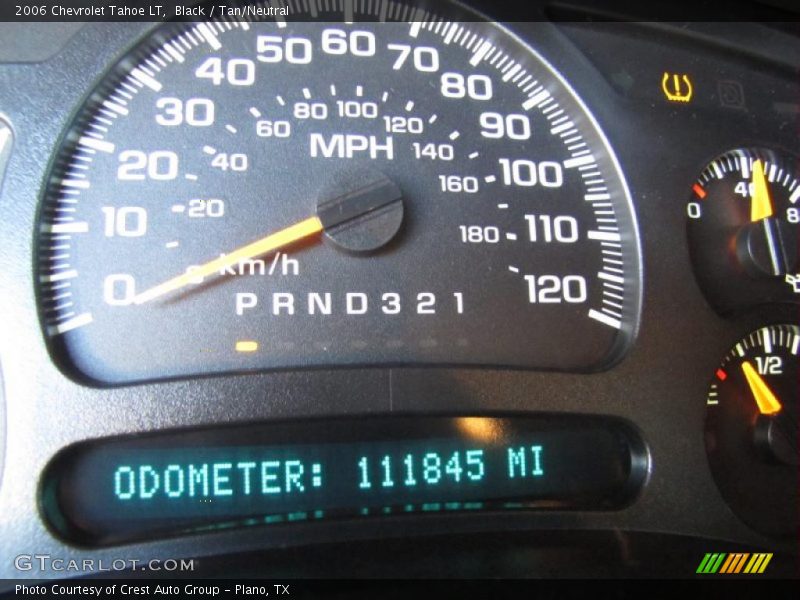 2006 Chevrolet Tahoe LT, Black / Tan/Neutral
0 10 20 30 40 50 60 70 80 90 100 110 120
20 40 60 80 100 120 140 160 180
MPH
km/h
P R N D 3 2 1
0 40 8
1/2
ODOMETER: 111845 MI
GTCARLOT.COM
Photo Courtesy of Crest Auto Group - Plano, TX